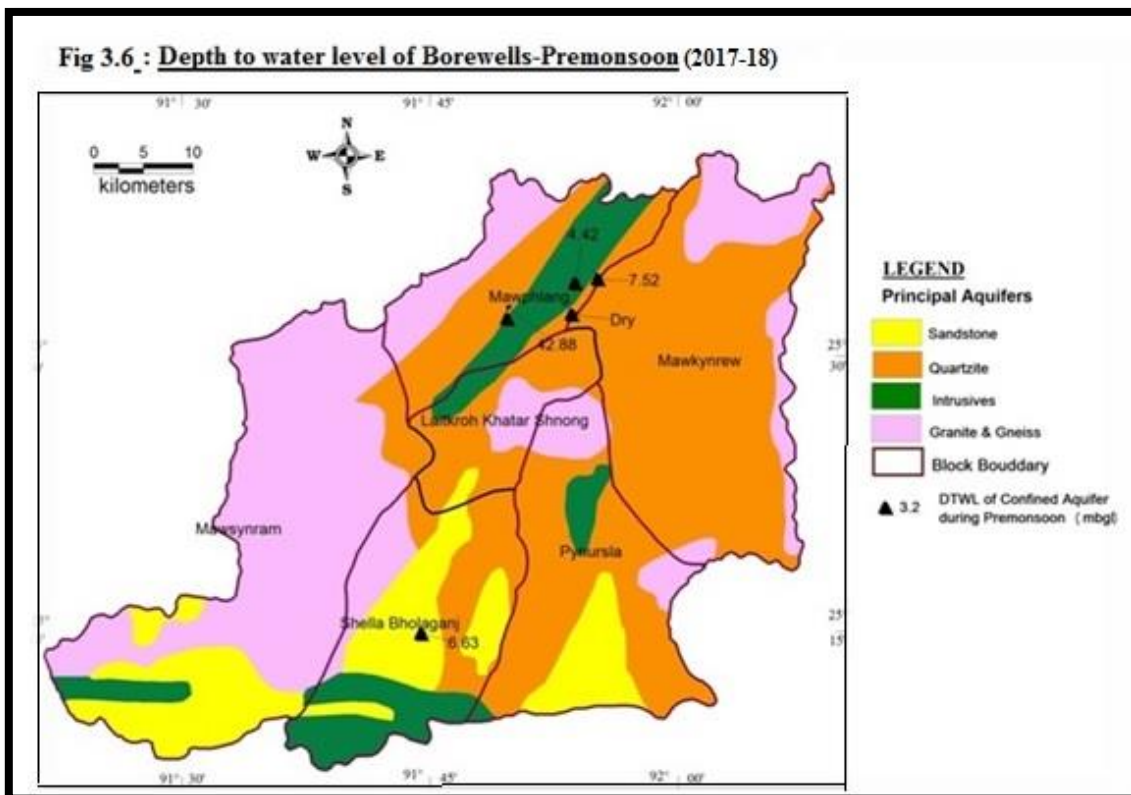 Fig 3.6 : Depth to water level of Borewells-Premonsoon (2017-18)
91° 30'
91° 45'
92° 00'
0 5 10
kilometers
N
W E
S
4.42
7.52
Mawphlang
Dry
42.88
Mawkynrew
25°
30'
Laitkroh Khatar Shnong
Mawsynram
Pynursla
Shella Bholaganj
6.63
25°
15'
91° 30'
91° 45'
92° 00'
LEGEND
Principal Aquifers
Sandstone
Quartzite
Intrusives
Granite & Gneiss
Block Bouddary
3.2 DTWL of Confined Aquifer
during Premonsoon ( mbgl)